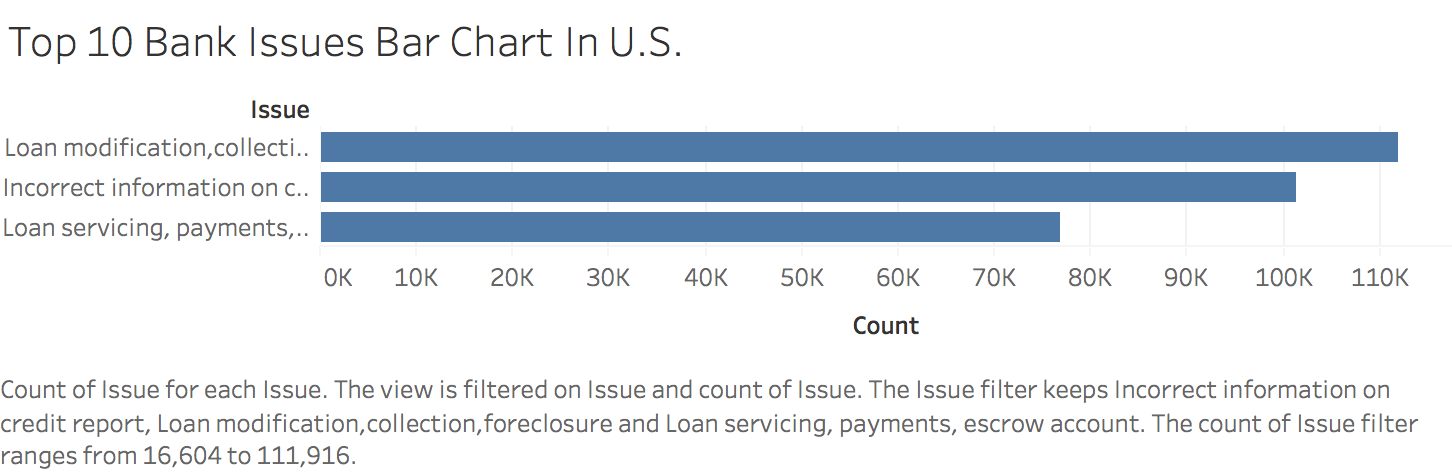 Top 10 Bank Issues Bar Chart In U.S.
Issue
Loan modification,collecti..
Incorrect information on c..
Loan servicing, payments,..
0K 10K 20K 30K 40K 50K 60K 70K 80K 90K 100K 110K
Count
Count of Issue for each Issue. The view is filtered on Issue and count of Issue. The Issue filter keeps Incorrect information on
credit report, Loan modification,collection,foreclosure and Loan servicing, payments, escrow account. The count of Issue filter
ranges from 16,604 to 111,916.